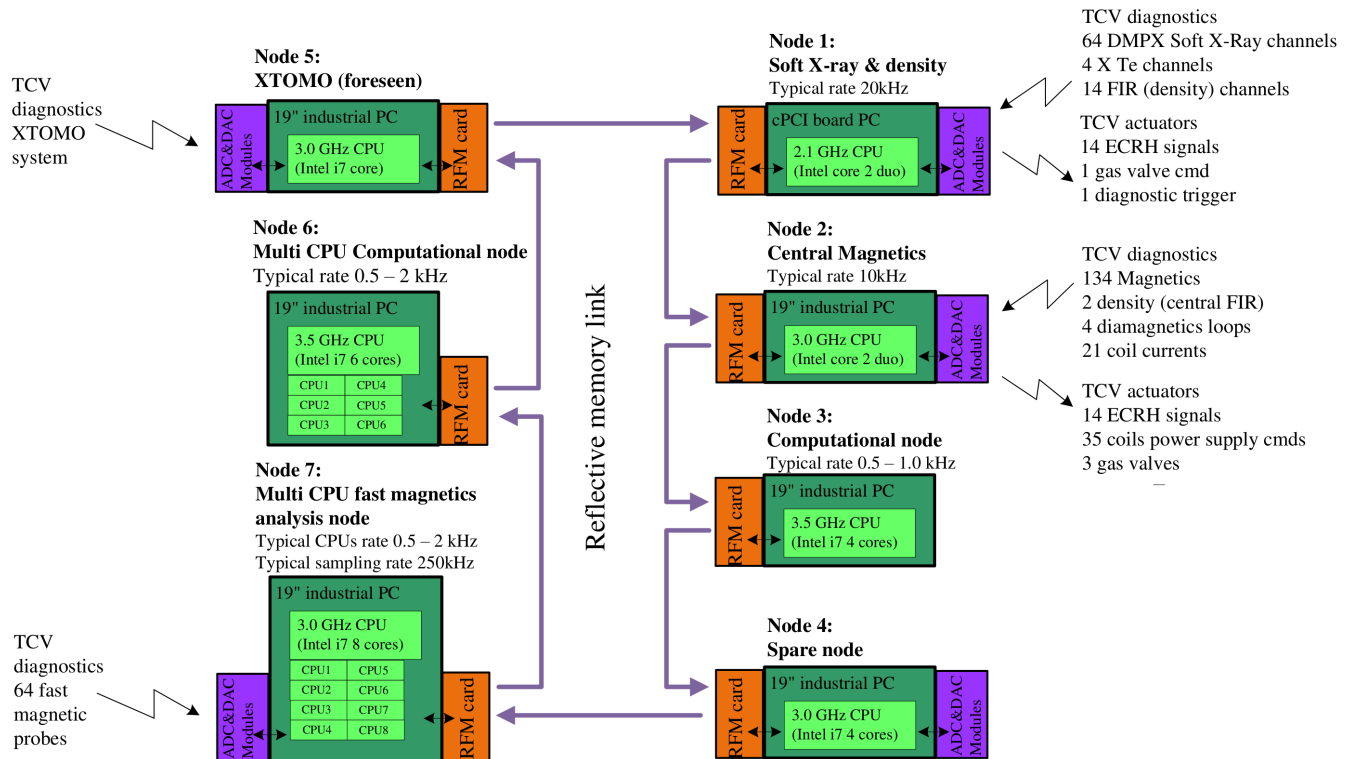 TCV
diagnostics
XTOMO
system
Node 5:
XTOMO (foreseen)
ADC&DAC
Modules
19" industrial PC
3.0 GHz CPU
(Intel i7 core)
RFM card
Node 6:
Multi CPU Computational node
Typical rate 0.5 – 2 kHz
19" industrial PC
3.5 GHz CPU
(Intel i7 6 cores)
CPU1 CPU4
CPU2 CPU5
CPU3 CPU6
RFM card
Node 7:
Multi CPU fast magnetics
analysis node
Typical CPUs rate 0.5 – 2 kHz
Typical sampling rate 250kHz
19" industrial PC
3.0 GHz CPU
(Intel i7 8 cores)
CPU1 CPU5
CPU2 CPU6
CPU3 CPU7
CPU4 CPU8
ADC&DAC
Modules
RFM card
TCV
diagnostics
64 fast
magnetic
probes
Reflective memory link
Node 1:
Soft X-ray & density
Typical rate 20kHz
RFM card
cPCI board PC
2.1 GHz CPU
(Intel core 2 duo)
ADC&DAC
Modules
TCV diagnostics
64 DMPX Soft X-Ray channels
4 X Te channels
14 FIR (density) channels
TCV actuators
14 ECRH signals
1 gas valve cmd
1 diagnostic trigger
Node 2:
Central Magnetics
Typical rate 10kHz
RFM card
19" industrial PC
3.0 GHz CPU
(Intel core 2 duo)
ADC&DAC
Modules
TCV diagnostics
134 Magnetics
2 density (central FIR)
4 diamagnetics loops
21 coil currents
TCV actuators
14 ECRH signals
35 coils power supply cmds
3 gas valves
Node 3:
Computational node
Typical rate 0.5 – 1.0 kHz
RFM card
19" industrial PC
3.5 GHz CPU
(Intel i7 4 cores)
Node 4:
Spare node
RFM card
19" industrial PC
3.0 GHz CPU
(Intel i7 4 cores)
ADC&DAC
Modules